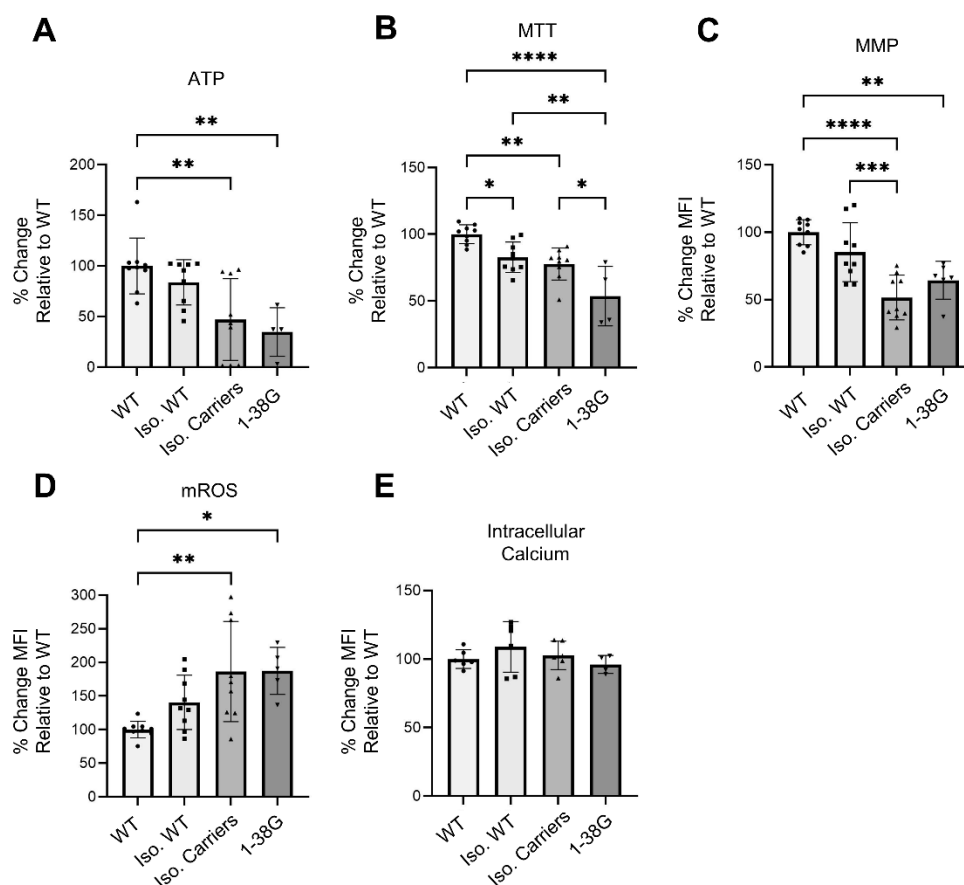 A
ATP
**
**
% Change
Relative to WT
200
150
100
50
0
WT
Iso. WT
Iso. Carriers
1-38G
B
MTT
****
**
**
*
*
% Change
Relative to WT
150
100
50
0
WT
Iso. WT
Iso. Carriers
1-38G
C
MMP
**
****
***
% Change MFI
Relative to WT
150
100
50
0
WT
Iso. WT
Iso. Carriers
1-38G
D
mROS
*
**
% Change MFI
Relative to WT
300
250
200
150
100
50
0
WT
Iso. WT
Iso. Carriers
1-38G
E
Intracellular
Calcium
% Change MFI
Relative to WT
150
100
50
0
WT
Iso. WT
Iso. Carriers
1-38G